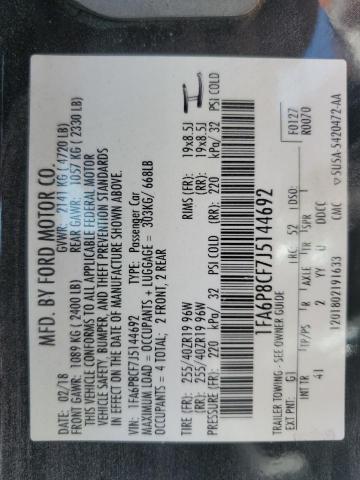 MFD. BY FORD MOTOR CO.
02/18 GVWR: 2141 KG (4720 LB)
FRONT GAWR: 1089 KG (2400 LB) REAR GAWR: 1057 KG (2330 LB)
THIS VEHICLE CONFORMS TO ALL APPLICABLE FEDERAL MOTOR
VEHICLE SAFETY, BUMPER, AND THEFT PREVENTION STANDARDS
IN EFFECT ON THE DATE OF MANUFACTURE SHOWN ABOVE.
VIN: 1FA6P8CF7J5144692 TYPE: Passenger Car
MAXIMUM LOAD = OCCUPANTS + LUGGAGE = 303KG/ 668LB
OCCUPANTS = 4 TOTAL; 2 FRONT, 2 REAR
TIRE (FR): 255/40ZR19 96W RIMS (FR): 19x8.5J
(RR): 255/40ZR19 96W (RR): 19x8.5J
PRESSURE (FR): 220 kPa/ 32 PSI COLD (RR): 220 kPa/ 32 PSI COLD
1FA6P8CF7J5144692
TRAILER TOWING - SEE OWNER GUIDE F0127
EXT PNT: G1 RC: 52 DSO: R0070
INT TR TP/PS R AXLE TR SPR
41 2 YY U DDCC
1201802191633 CMC SUSA-5420472-AA